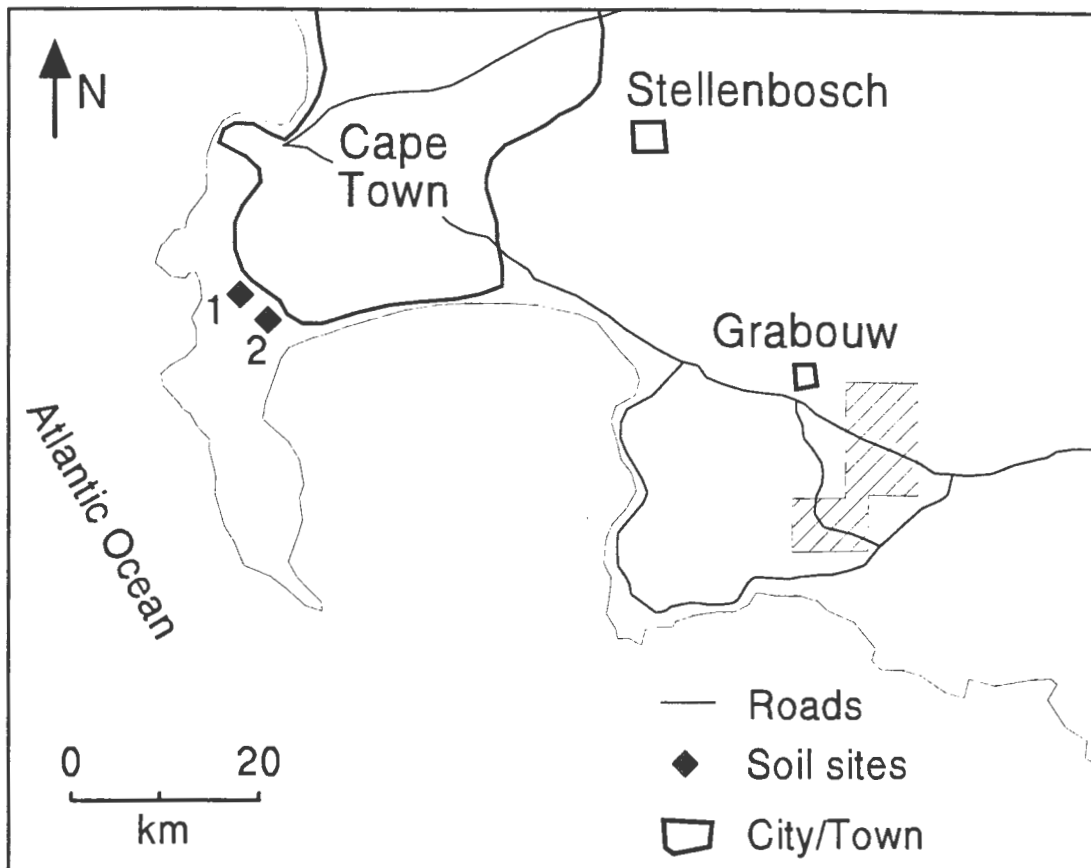 N
Stellenbosch
Cape
Town
1
2
Grabouw
Atlantic Ocean
Roads
0 20
Soil sites
km
City/Town